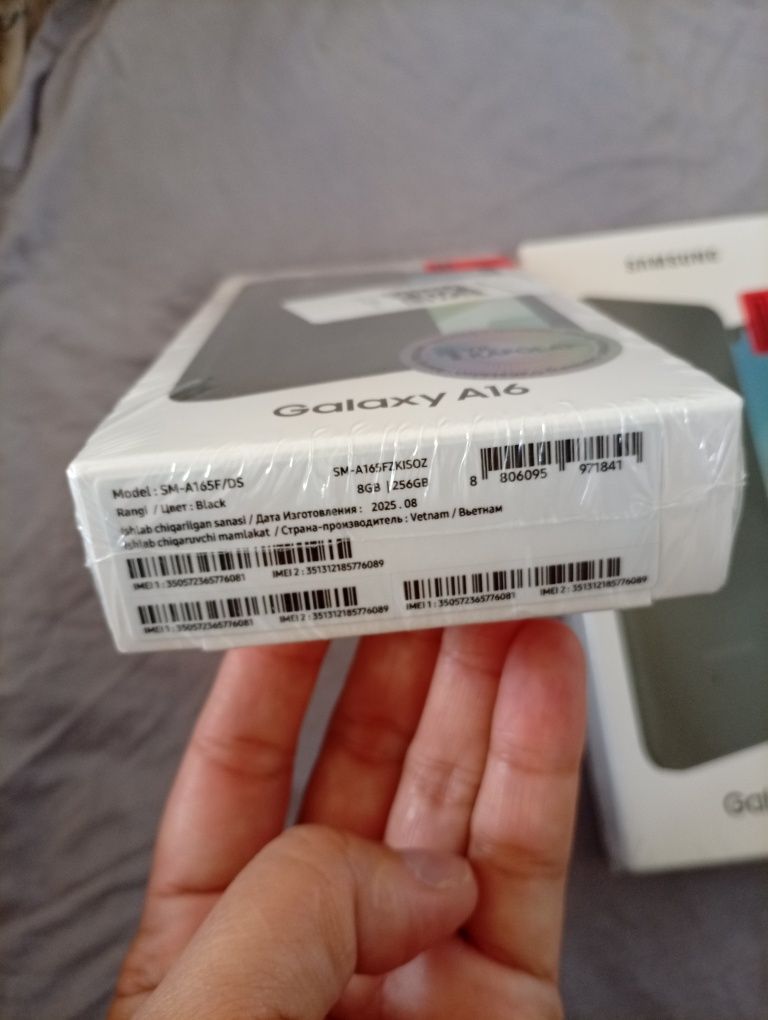 SAMSUNG
Galaxy A16
Model : SM-A165F/DS
SM-A165FZKISOZ
Rangi / Цвет : Black
8GB | 256GB
8 806095 971841
Ishlab chiqarilgan sanasi / Дата Изготовления : 2025 . 08
Ishlab chiqaruvchi mamlakat / Страна-производитель : Vetnam / Вьетнам
IMEI 1 : 350572365776081 IMEI 2 : 351312185776089
IMEI 1 : 350572365776081 IMEI 2 : 351312185776089
IMEI 1 : 350572365776081 IMEI 2 : 351312185776089
Gal